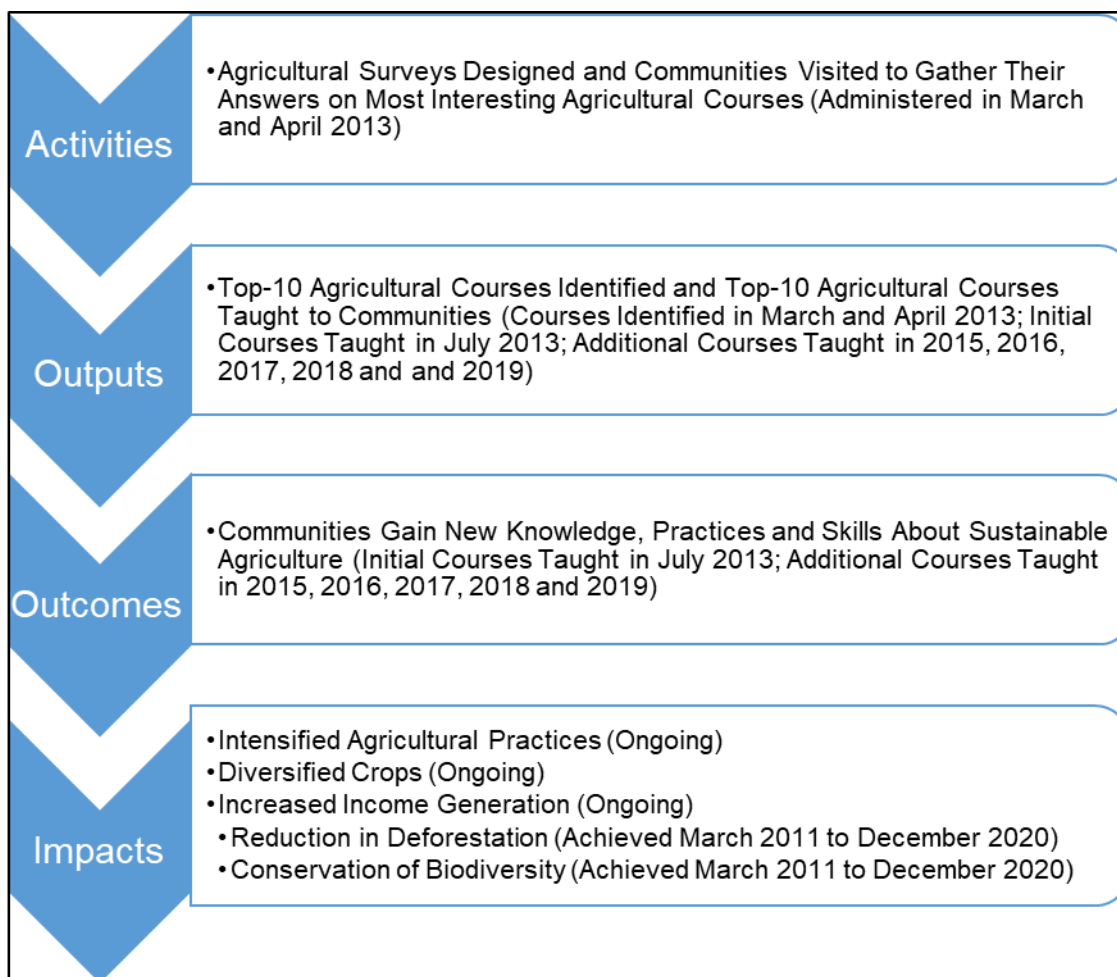 Activities
•Agricultural Surveys Designed and Communities Visited to Gather Their
Answers on Most Interesting Agricultural Courses (Administered in March
and April 2013)
Outputs
•Top-10 Agricultural Courses Identified and Top-10 Agricultural Courses
Taught to Communities (Courses Identified in March and April 2013; Initial
Courses Taught in July 2013; Additional Courses Taught in 2015, 2016,
2017, 2018 and and 2019)
Outcomes
•Communities Gain New Knowledge, Practices and Skills About Sustainable
Agriculture (Initial Courses Taught in July 2013; Additional Courses Taught
in 2015, 2016, 2017, 2018 and 2019)
Impacts
•Intensified Agricultural Practices (Ongoing)
•Diversified Crops (Ongoing)
•Increased Income Generation (Ongoing)
•Reduction in Deforestation (Achieved March 2011 to December 2020)
•Conservation of Biodiversity (Achieved March 2011 to December 2020)